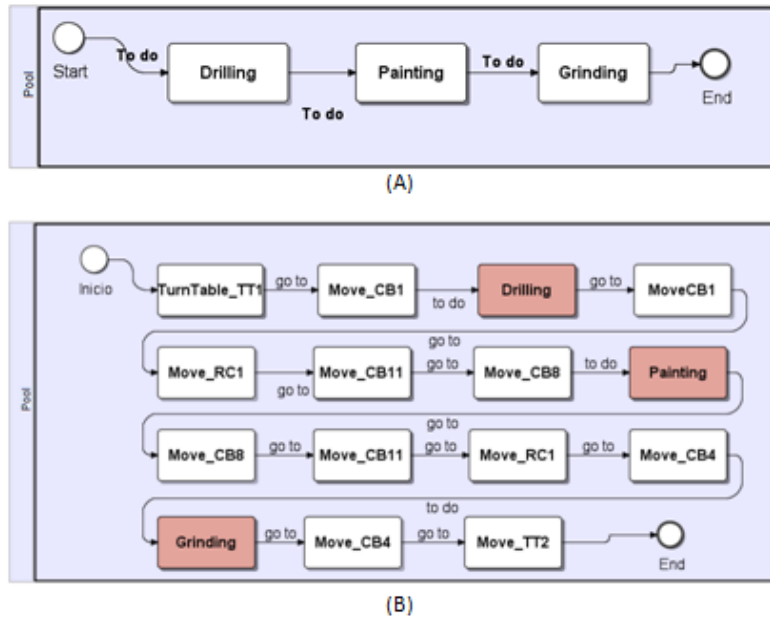 Pool
Start
To do
Drilling
To do
Painting
To do
Grinding
End
(A)
Pool
Inicio
TurnTable_TT1
go to
Move_CB1
to do
Drilling
go to
MoveCB1
go to
Move_RC1
go to
Move_CB11
go to
Move_CB8
to do
Painting
go to
Move_CB8
go to
Move_CB11
go to
Move_RC1
go to
Move_CB4
to do
Grinding
go to
Move_CB4
go to
Move_TT2
End
(B)